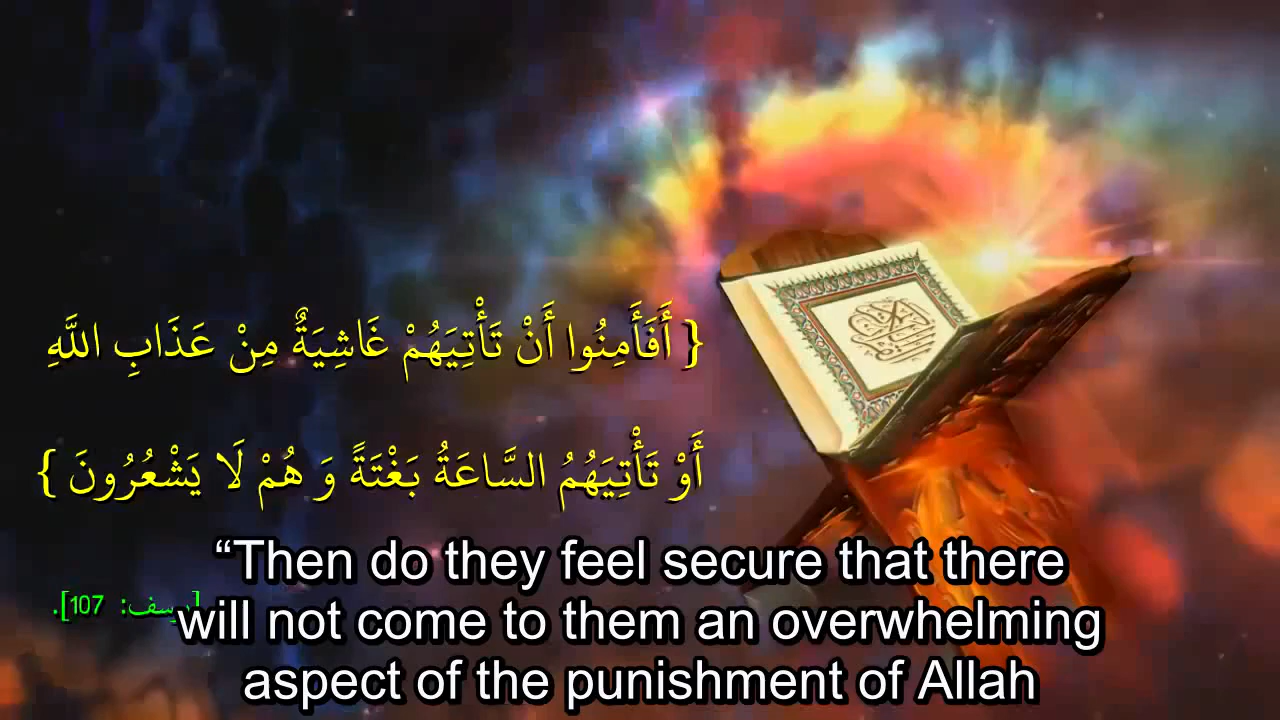 { أَفَأَمِنُوا أَنْ تَأْتِيَهُمْ غَاشِيَةٌ مِنْ عَذَابِ اللَّهِ
أَوْ تَأْتِيَهُمُ السَّاعَةُ بَغْتَةً وَ هُمْ لَا يَشْعُرُونَ }
“Then do they feel secure that there
107].
will not come to them an overwhelming
aspect of the punishment of Allah